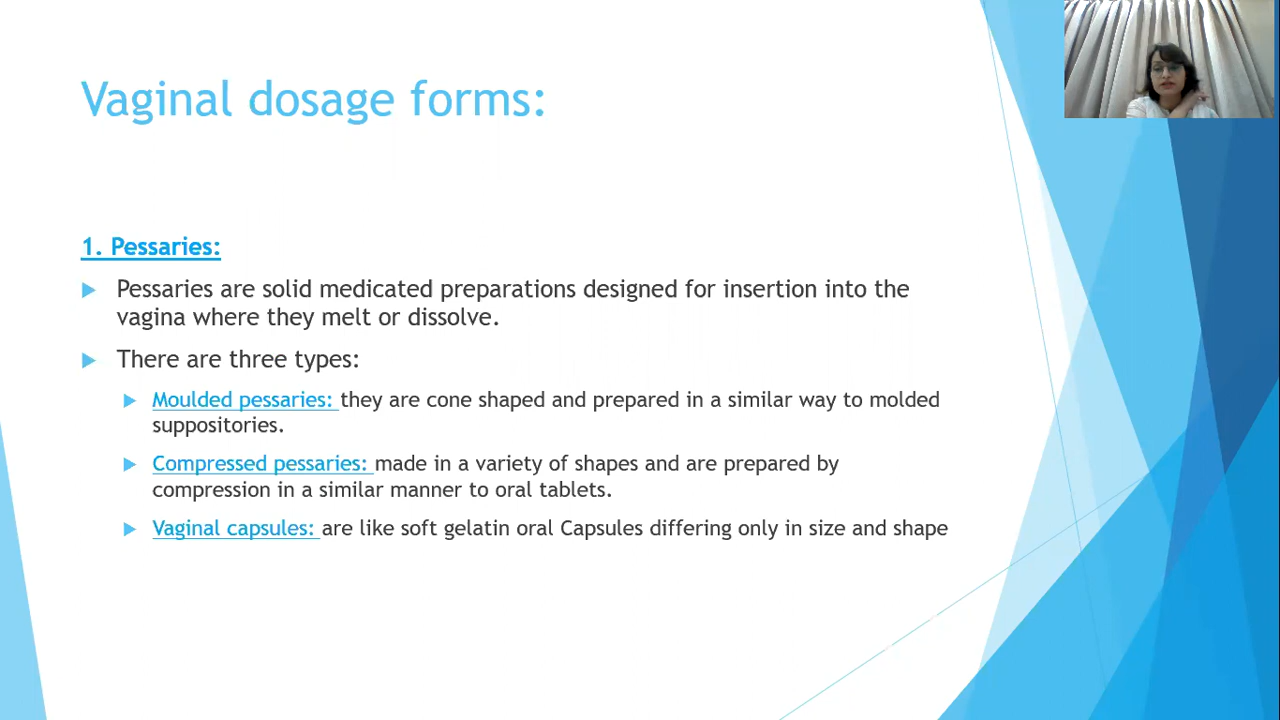 Vaginal dosage forms:
1. Pessaries:
Pessaries are solid medicated preparations designed for insertion into the
vagina where they melt or dissolve.
There are three types:
Moulded pessaries: they are cone shaped and prepared in a similar way to molded
suppositories.
Compressed pessaries: made in a variety of shapes and are prepared by
compression in a similar manner to oral tablets.
Vaginal capsules: are like soft gelatin oral Capsules differing only in size and shape